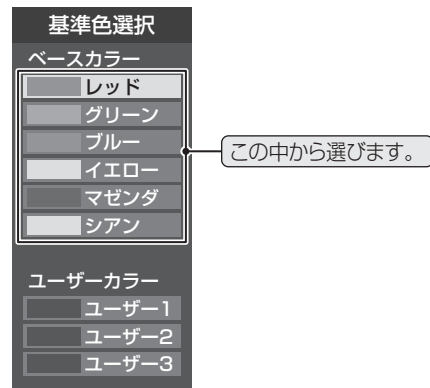 基準色選択
ベースカラー
レッド
グリーン
ブルー
イエロー
マゼンダ
シアン
この中から選びます。
ユーザーカラー
ユーザー1
ユーザー2
ユーザー3